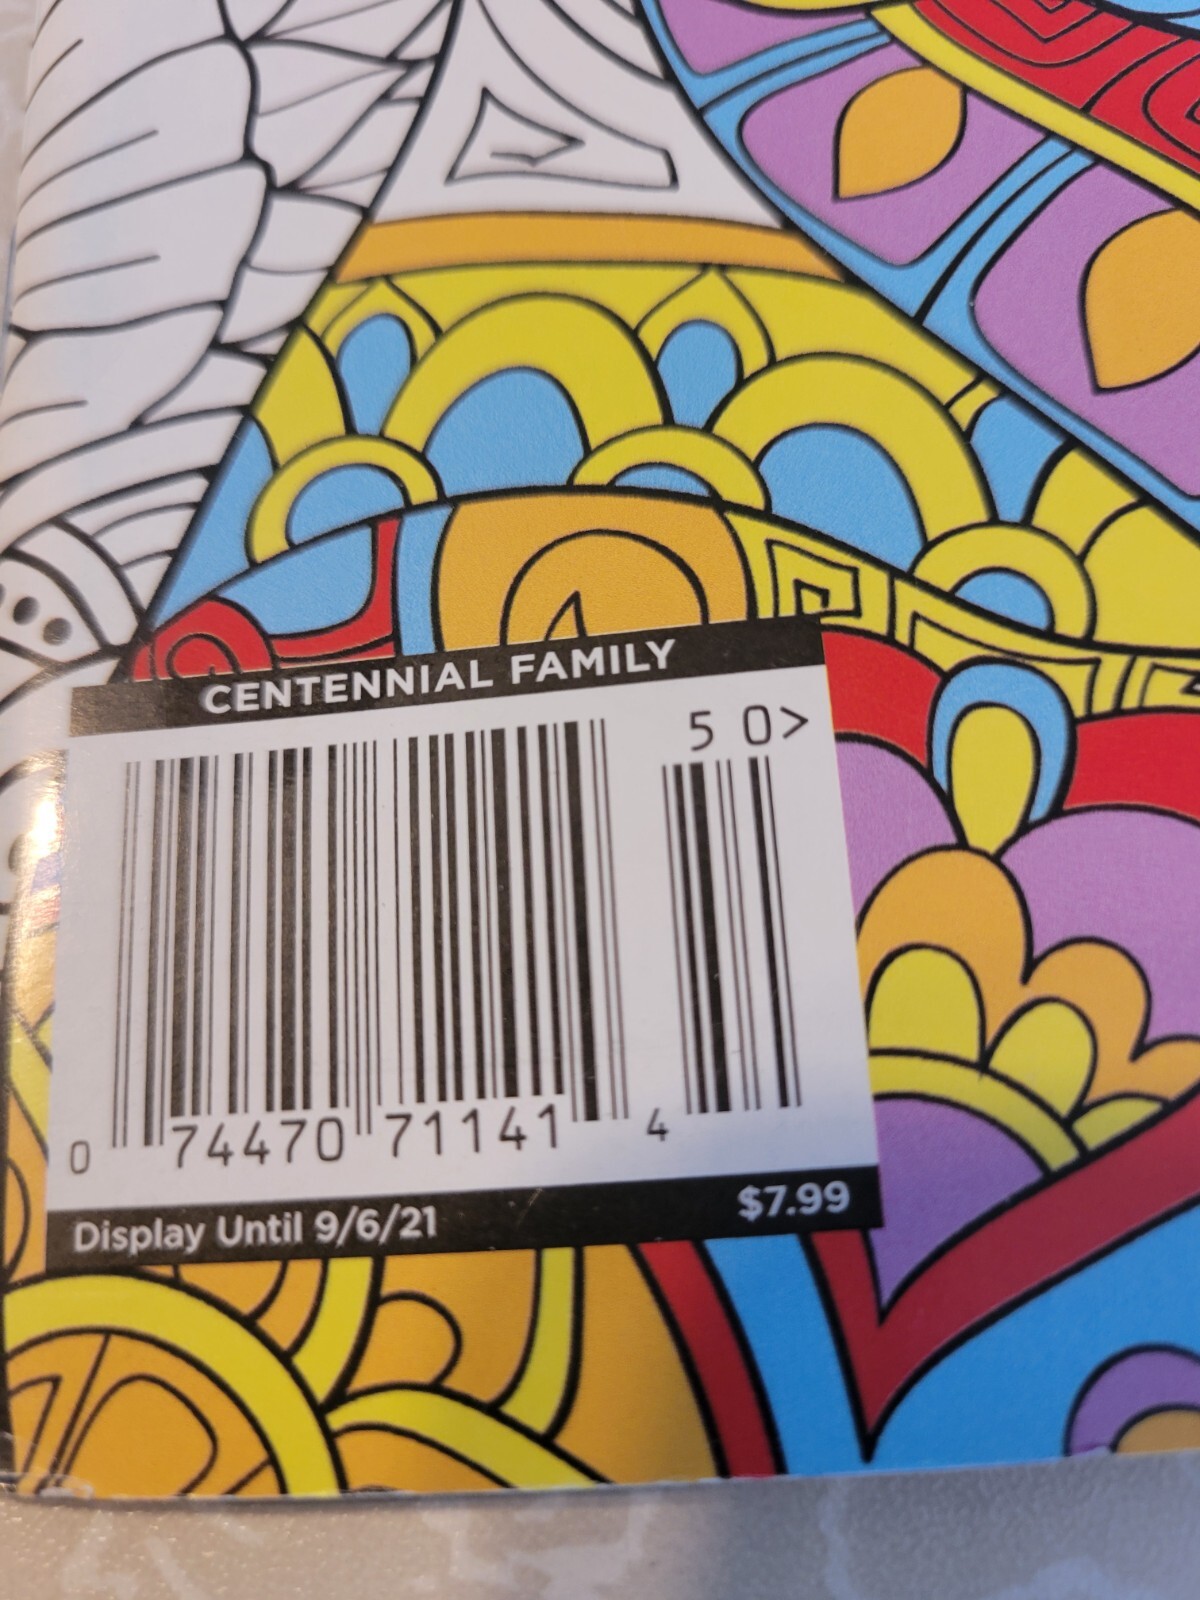 CENTENNIAL FAMILY
5 0>
0 74470 71141 4
Display Until 9/6/21 $7.99